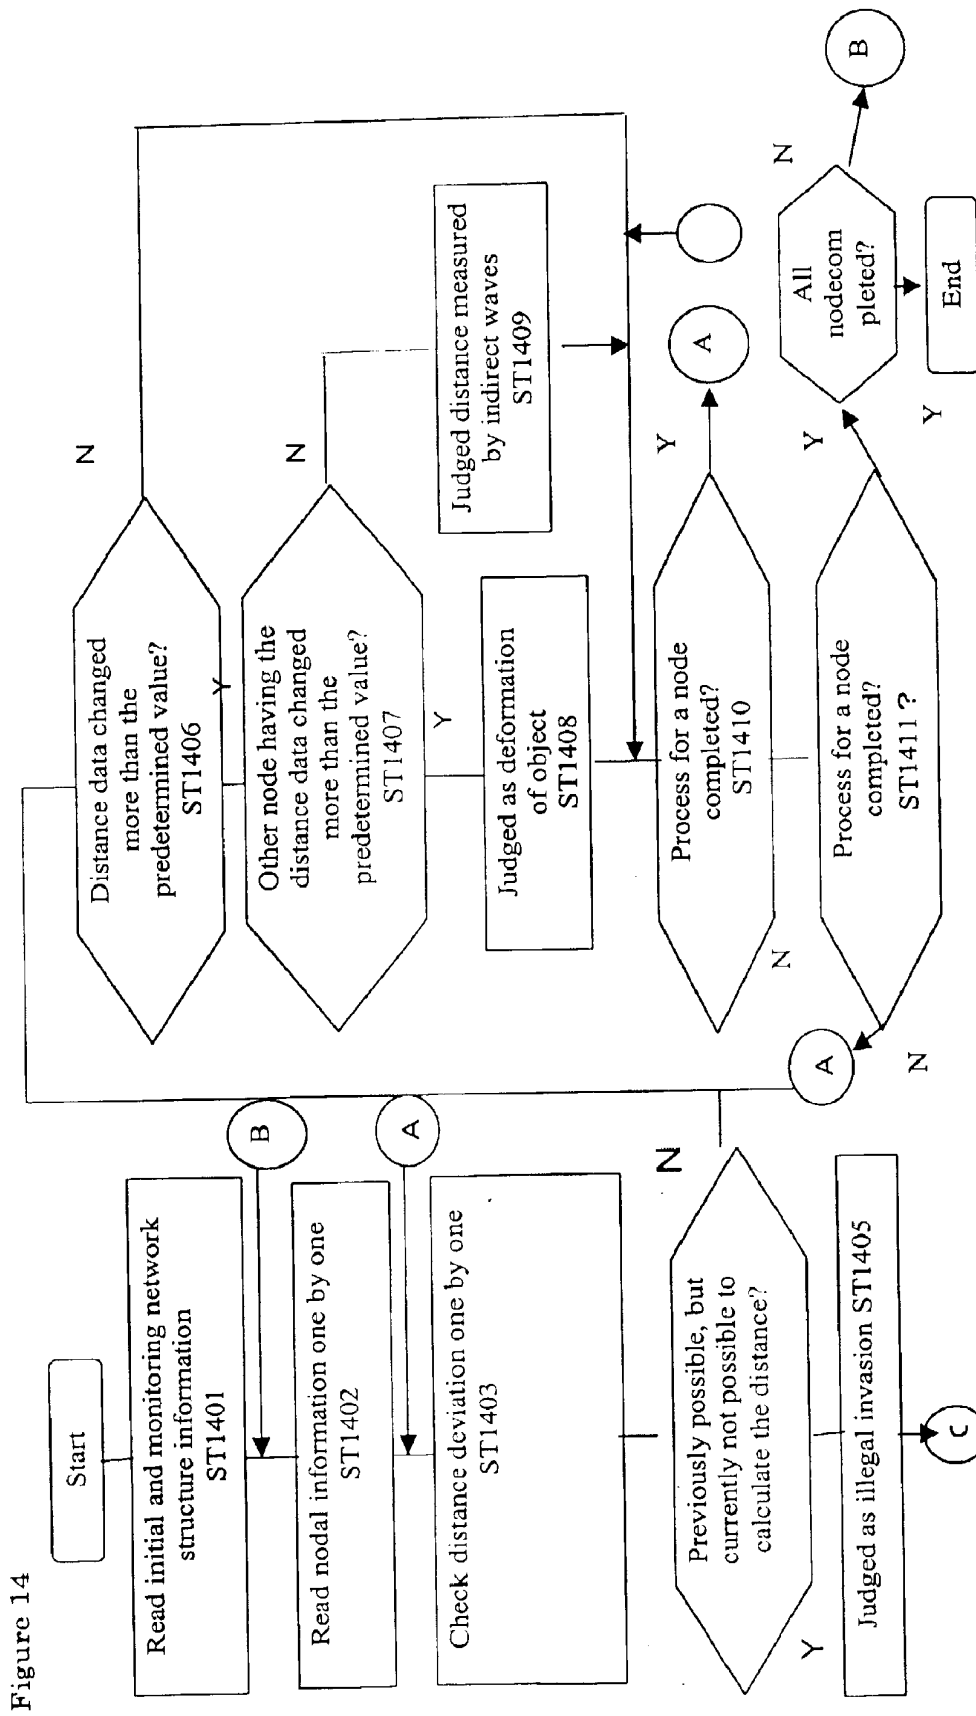 Figure 14
Start
Read initial and monitoring network
structure information
ST1401
B
Read nodal information one by one
ST1402
A
Check distance deviation one by one
ST1403
N
Previously possible, but
currently not possible to
calculate the distance?
Y
Judged as illegal invasion ST1405
C
Distance data changed
more than the
predetermined value?
ST1406
N
Y
Other node having the
distance data changed
more than the
predetermined value?
ST1407
N
Y
Judged as deformation
of object
ST1408
Judged distance measured
by indirect waves
ST1409
Process for a node
completed?
ST1410
Y
A
N
Process for a node
completed?
ST1411?
Y
A
N
All
nodecom
pleted?
N
B
Y
End